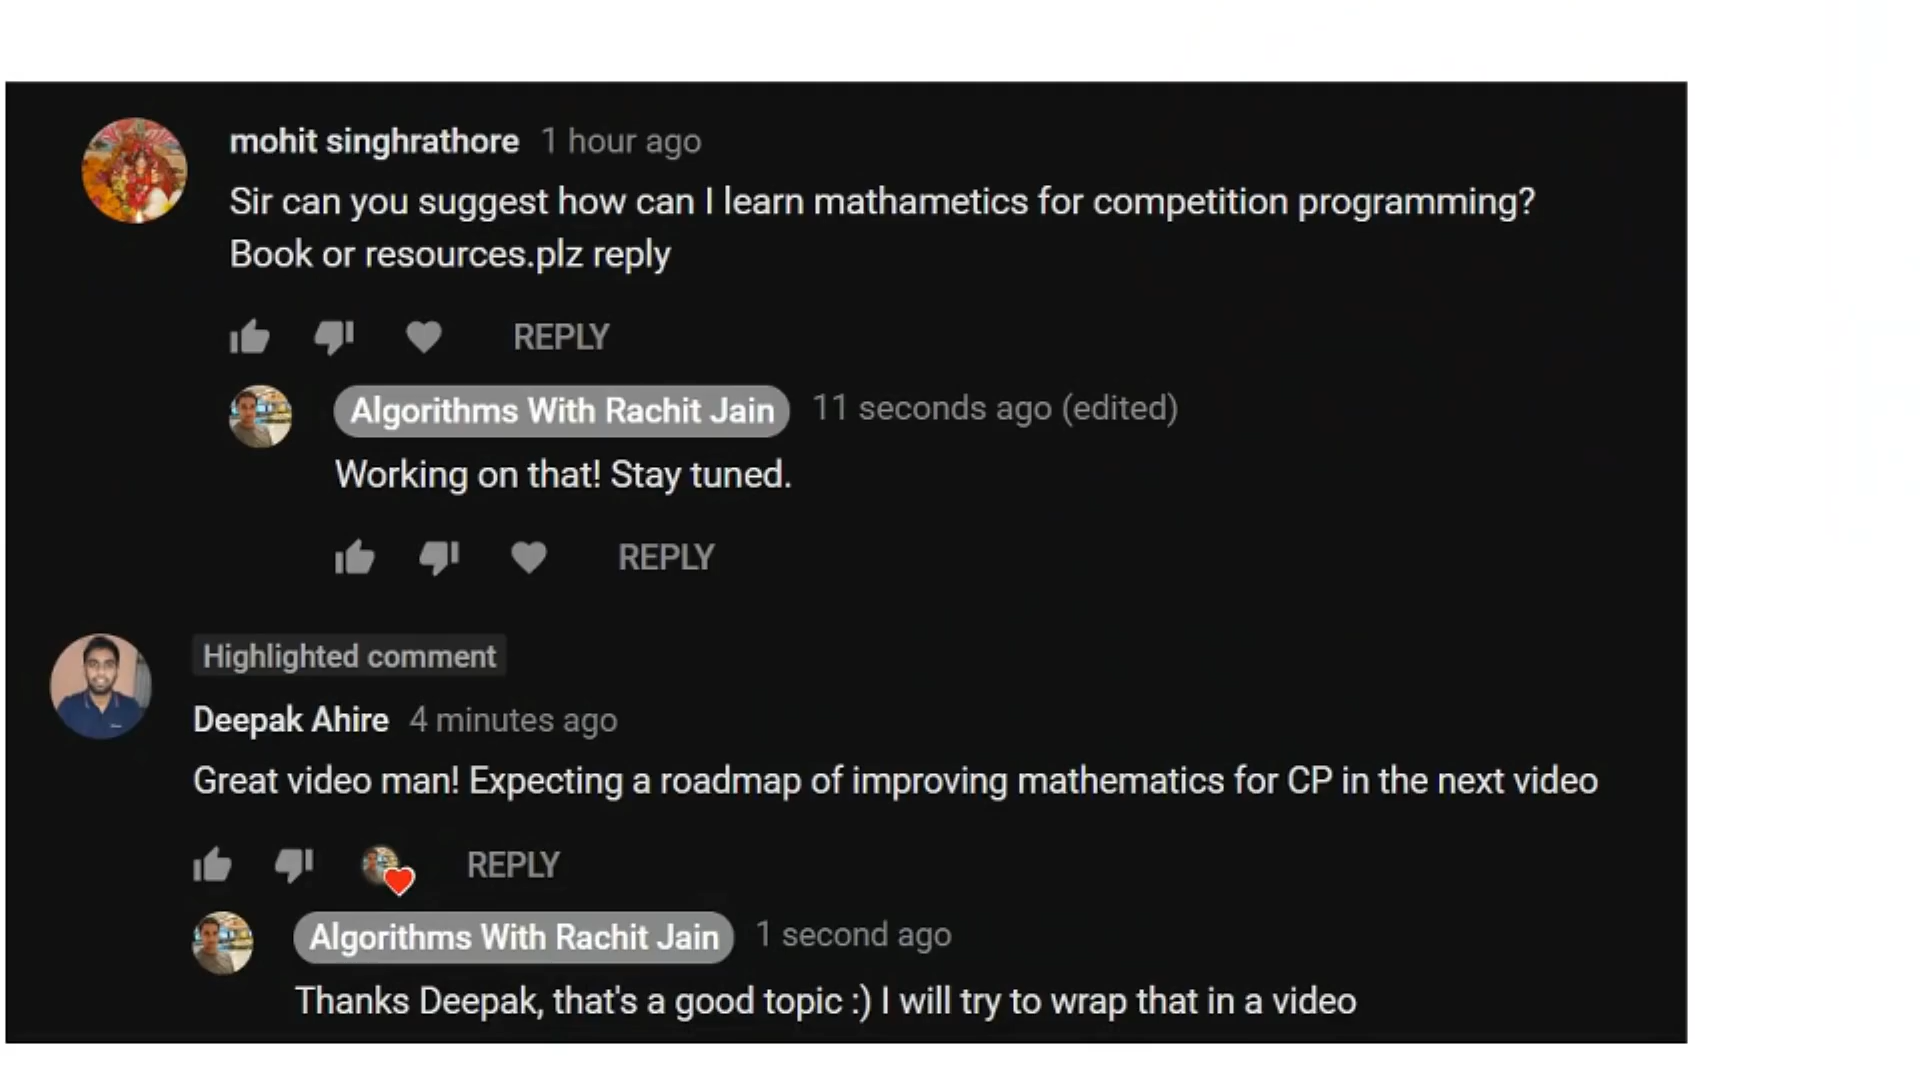 mohit singhrathore 1 hour ago
Sir can you suggest how can I learn mathametics for competition programming?
Book or resources.plz reply
REPLY
Algorithms With Rachit Jain 11 seconds ago (edited)
Working on that! Stay tuned.
REPLY
Highlighted comment
Deepak Ahire 4 minutes ago
Great video man! Expecting a roadmap of improving mathematics for CP in the next video
REPLY
Algorithms With Rachit Jain 1 second ago
Thanks Deepak, that's a good topic :) I will try to wrap that in a video